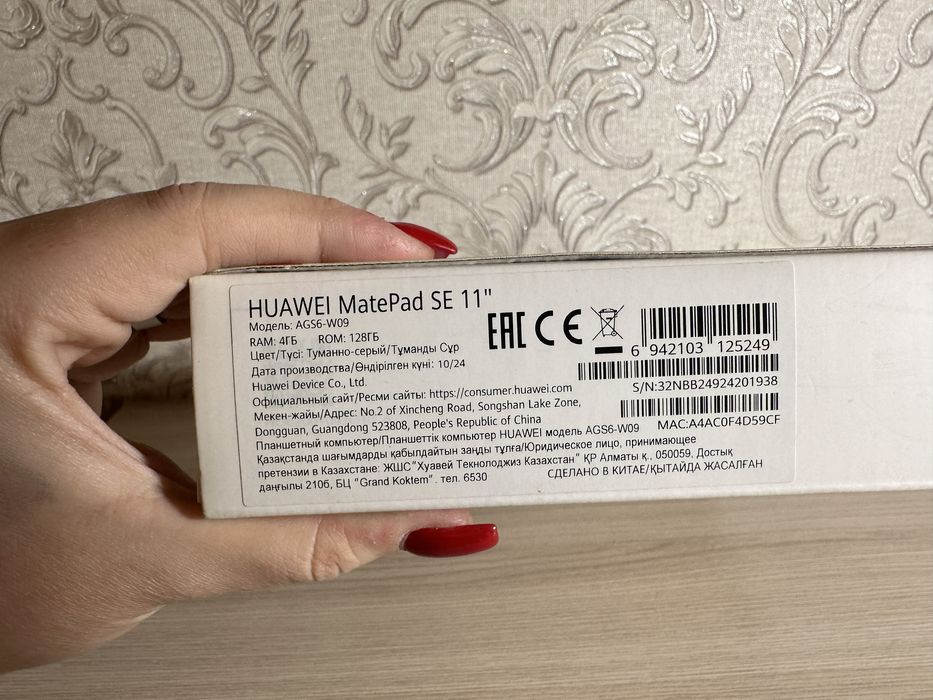 HUAWEI MatePad SE 11"
Модель: AGS6-W09
RAM: 4ГБ ROM: 128ГБ
Цвет/Түсі: Туманно-серый/Тұманды Сұр
Дата производства/Өндірілген күні: 10/24
Huawei Device Co., Ltd.
Официальный сайт/Ресми сайты: https://consumer.huawei.com
Мекен-жайы/Адрес: No.2 of Xincheng Road, Songshan Lake Zone,
Dongguan, Guangdong 523808, People's Republic of China
Планшетный компьютер/Планшеттік компьютер HUAWEI модель AGS6-W09
Қазақстанда шағымдарды қабылдайтын заңды тұлға/Юридическое лицо, принимающее
претензии в Казахстане: ЖШС"Хуавей Текнолоджиз Казахстан" ҚР Алматы қ., 050059, Достық
даңғылы 210б, БЦ "Grand Koktem". тел. 6530
СДЕЛАНО В КИТАЕ/ҚЫТАЙДА ЖАСАЛҒАН
EAC CE
6 942103 125249
S/N:32NBB24924201938
MAC:A4AC0F4D59CF